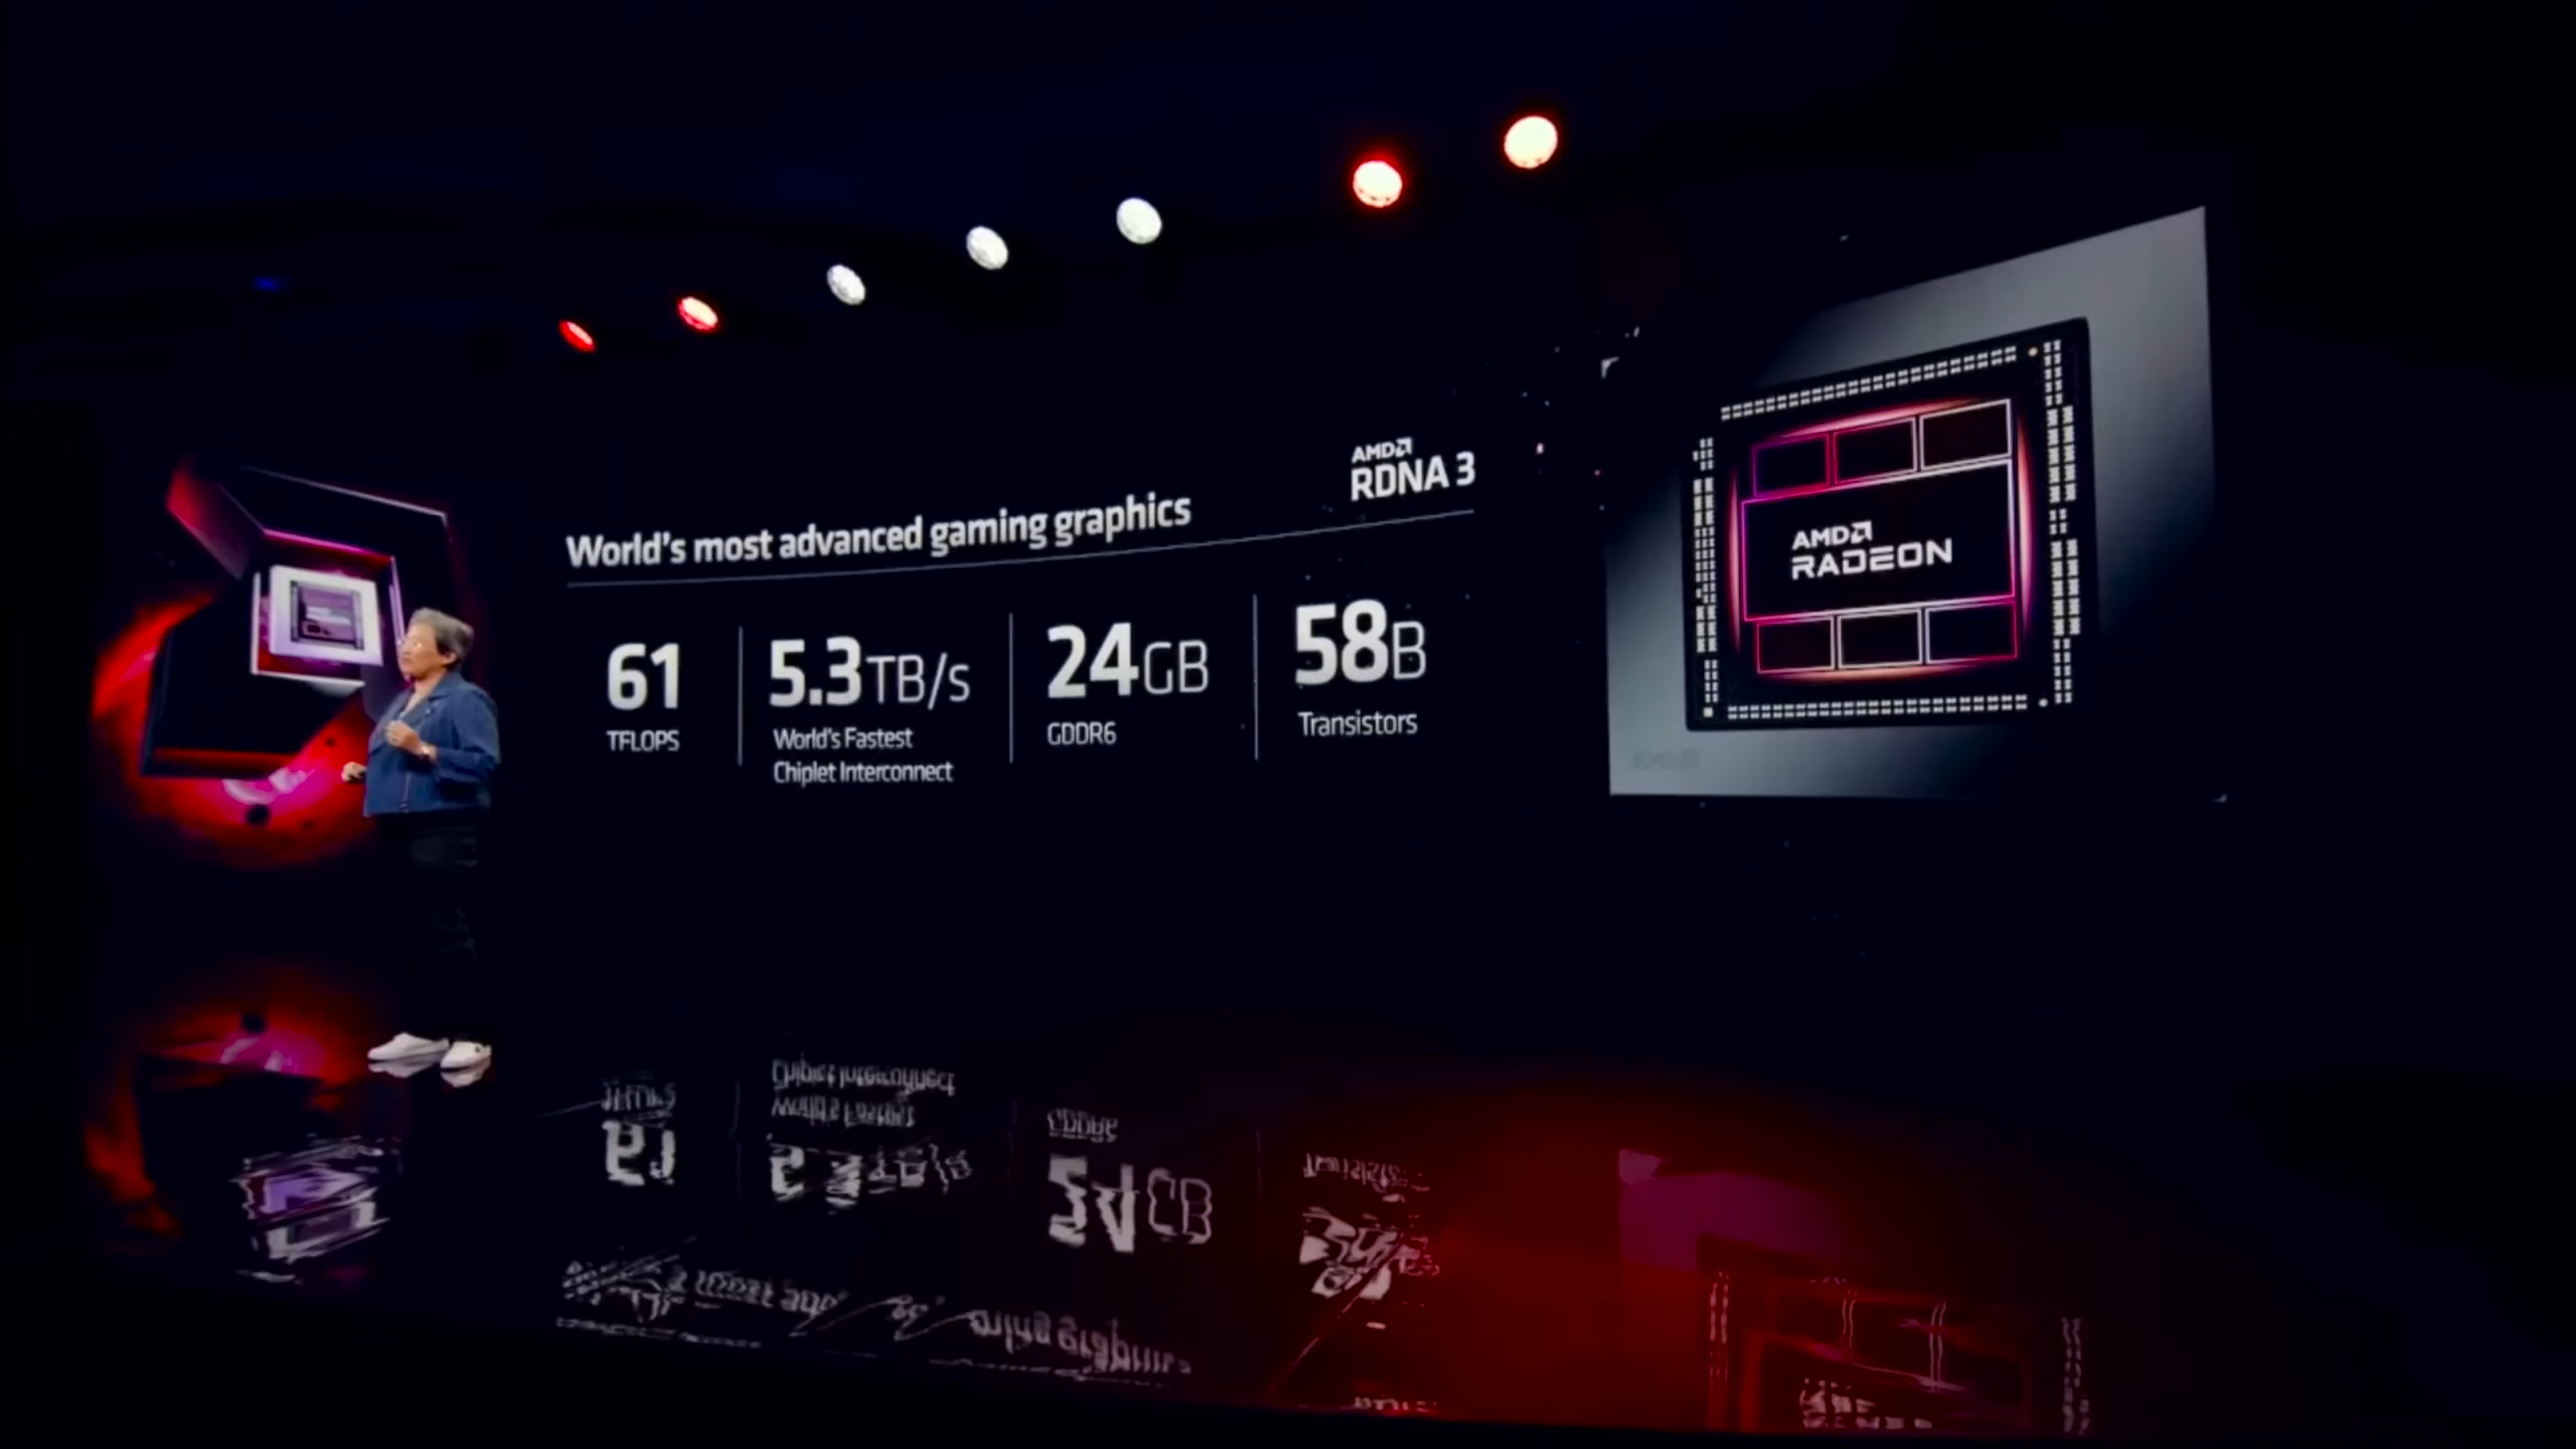 AMD
RDNA 3
World's most advanced gaming graphics
61
TFLOPS
5.3TB/s
World's Fastest
Chiplet Interconnect
24GB
GDDR6
58B
Transistors
AMD
RADEON